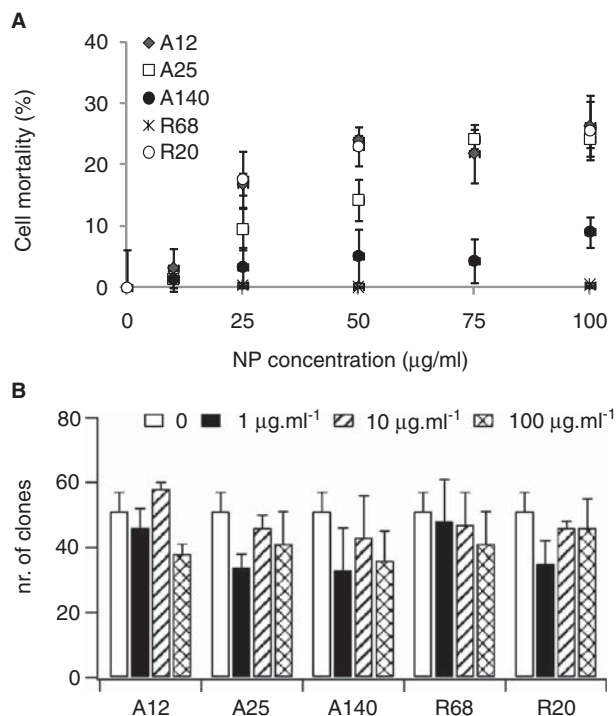 A
Cell mortality (%)
40
30
20
10
0
A12
A25
A140
R68
R20
0 25 50 75 100
NP concentration (μg/ml)
B
nr. of clones
80
60
40
20
0
0 1 μg.ml-1 10 μg.ml-1 100 μg.ml-1
A12 A25 A140 R68 R20